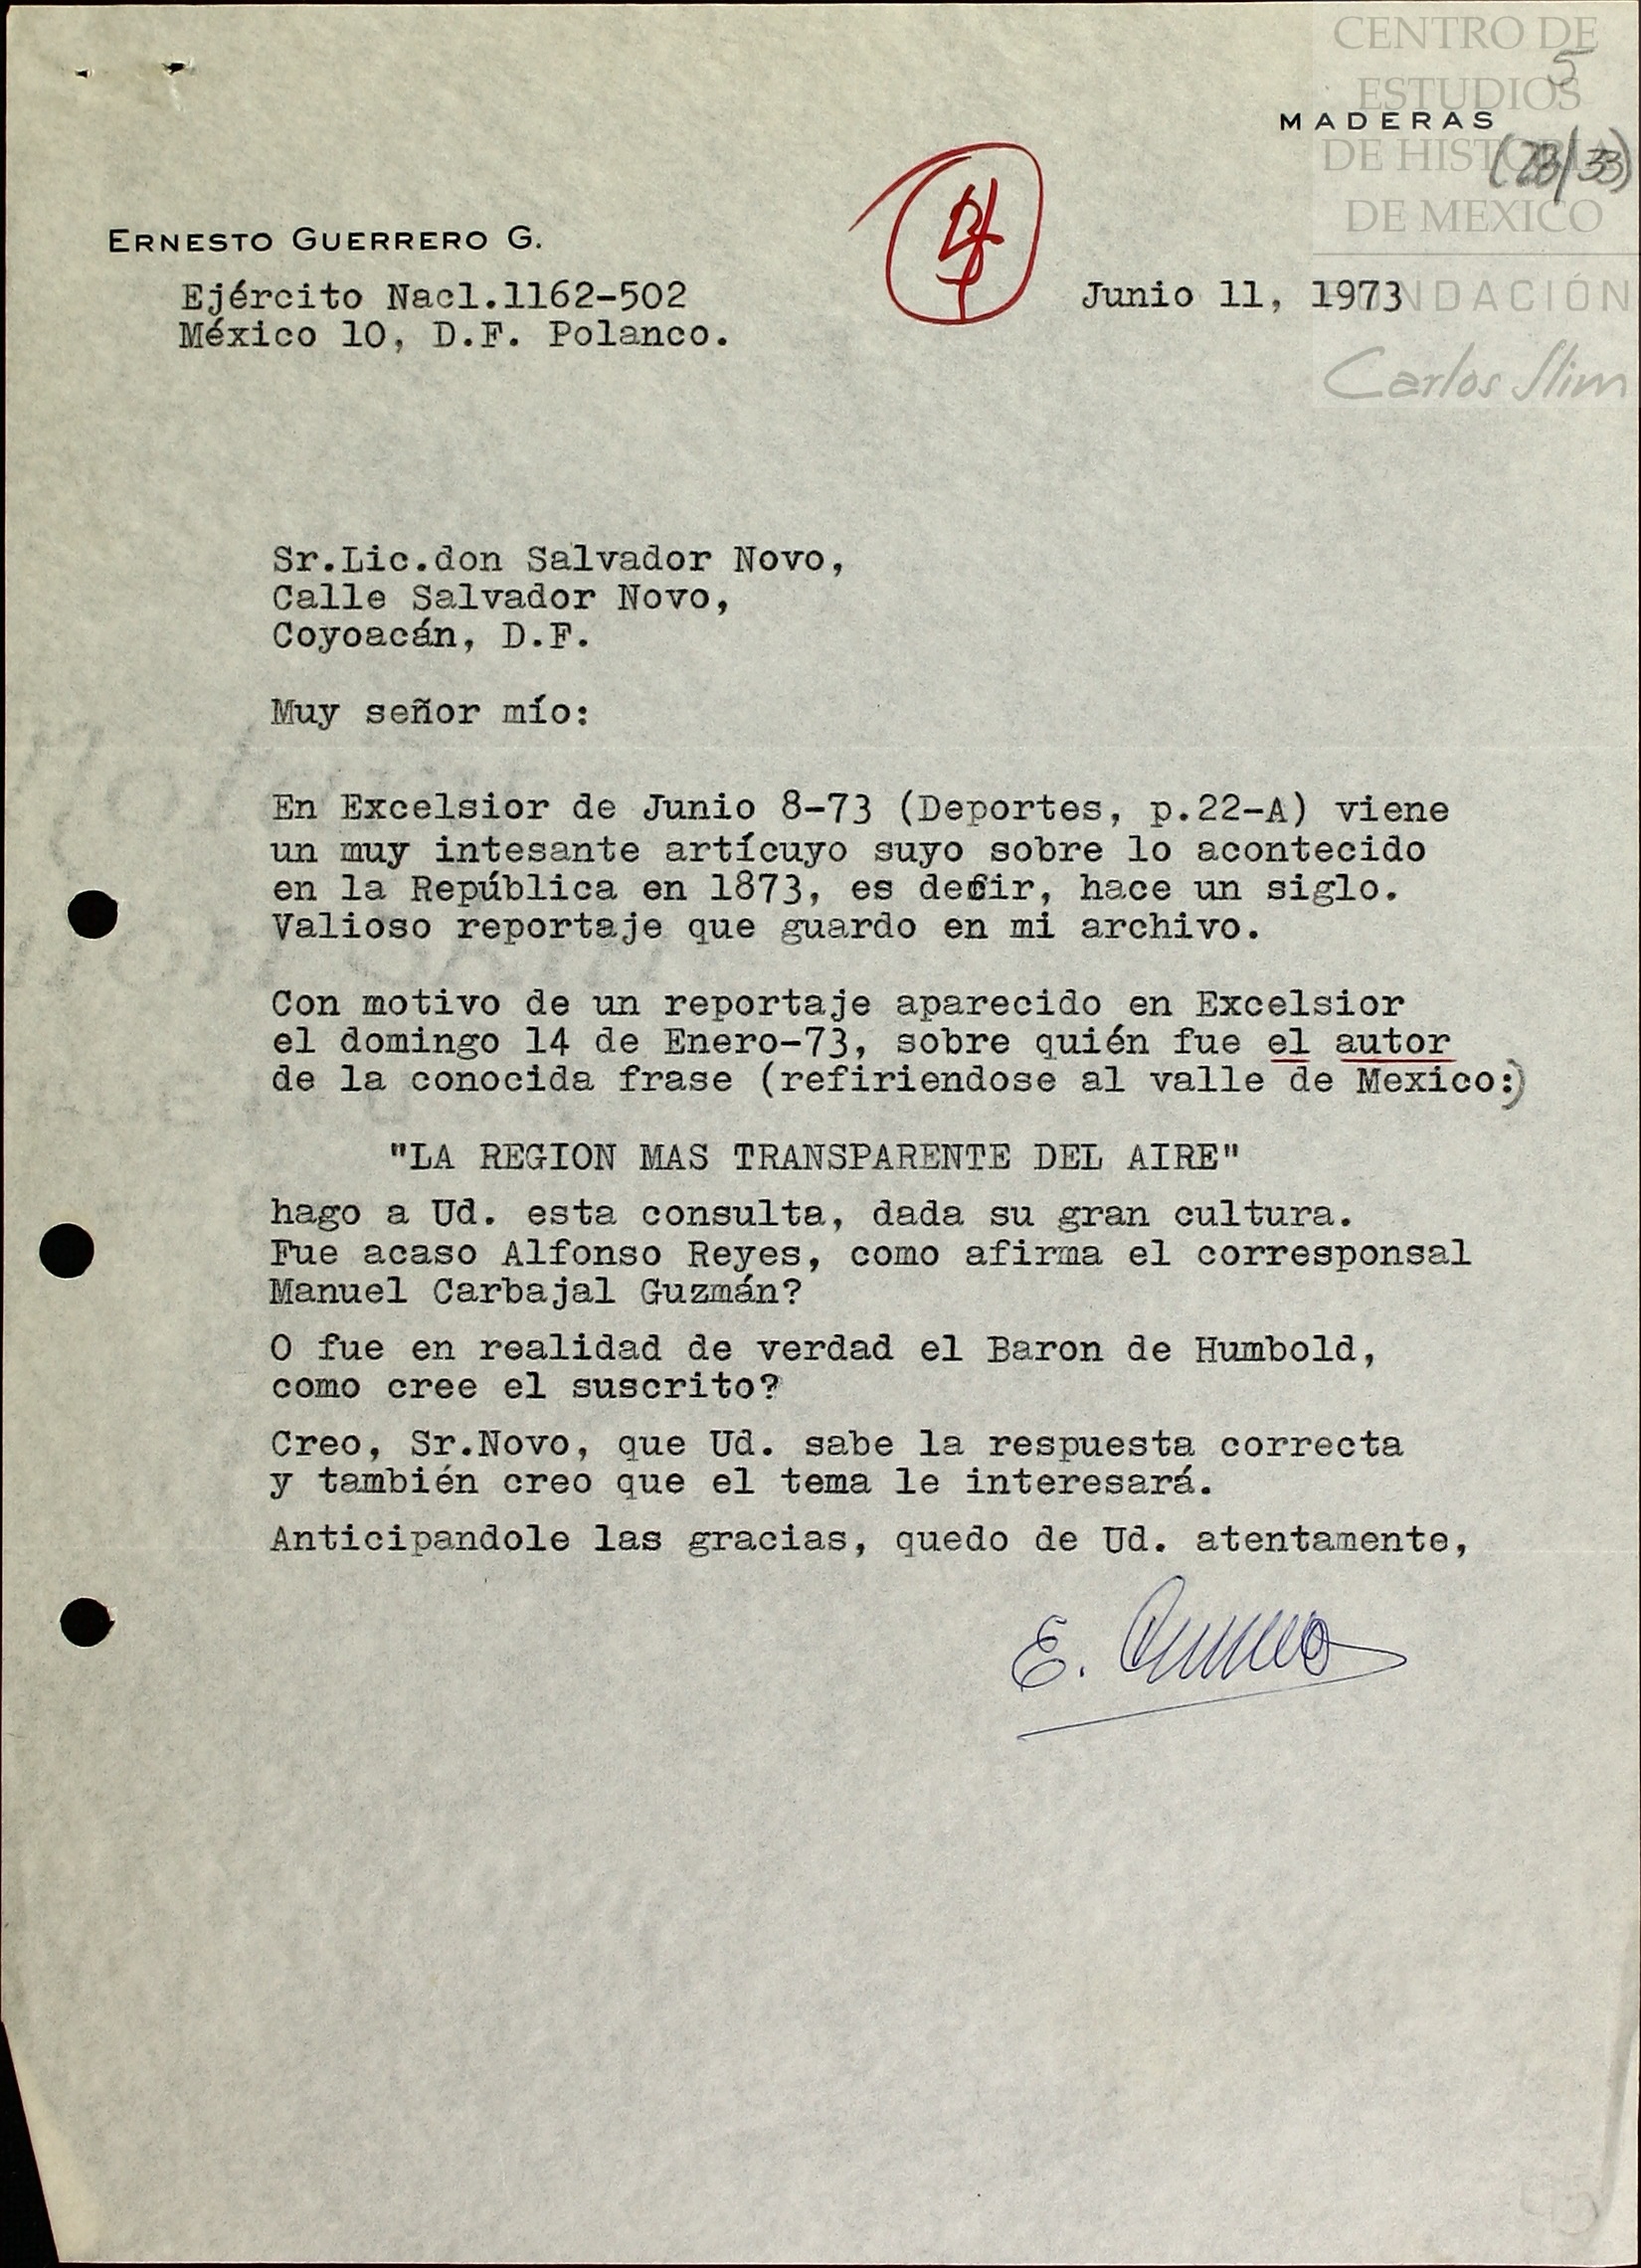 CENTRO DE
5
ESTUDIOS
MADERAS
DE HISTORIA
(28/33)
DE MEXICO
ERNESTO GUERRERO G.
Ejército Nacl.1162-502
Junio 11, 1973
FUNDACIÓN
México 10, D.F. Polanco.
Carlos Slim
Sr.Lic.don Salvador Novo,
Calle Salvador Novo,
Coyoacán, D.F.
Muy señor mío:
En Excelsior de Junio 8-73 (Deportes, p.22-A) viene
un muy intesante artícuyo suyo sobre lo acontecido
en la República en 1873, es decir, hace un siglo.
Valioso reportaje que guardo en mi archivo.
Con motivo de un reportaje aparecido en Excelsior
el domingo 14 de Enero-73, sobre quién fue el autor
de la conocida frase (refiriendose al valle de Mexico:)
"LA REGION MAS TRANSPARENTE DEL AIRE"
hago a Ud. esta consulta, dada su gran cultura.
Fue acaso Alfonso Reyes, como afirma el corresponsal
Manuel Carbajal Guzmán?
O fue en realidad de verdad el Baron de Humbold,
como cree el suscrito?
Creo, Sr.Novo, que Ud. sabe la respuesta correcta
y también creo que el tema le interesará.
Anticipandole las gracias, quedo de Ud. atentamente,
E. Guerrero